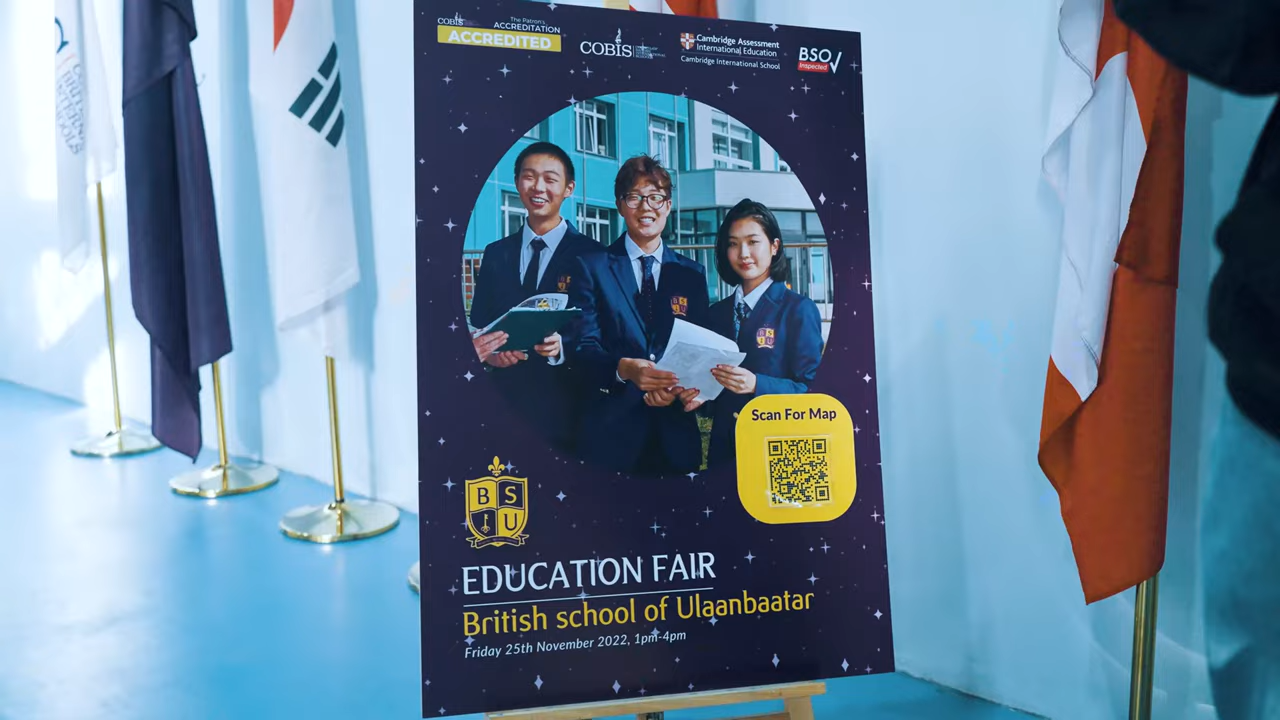 COBIS
The Patron's
ACCREDITATION
ACCREDITED
COBIS
Cambridge Assessment
International Education
Cambridge International School
BSO
Inspected
Scan For Map
B S
U
EDUCATION FAIR
British school of Ulaanbaatar
Friday 25th November 2022, 1pm-4pm